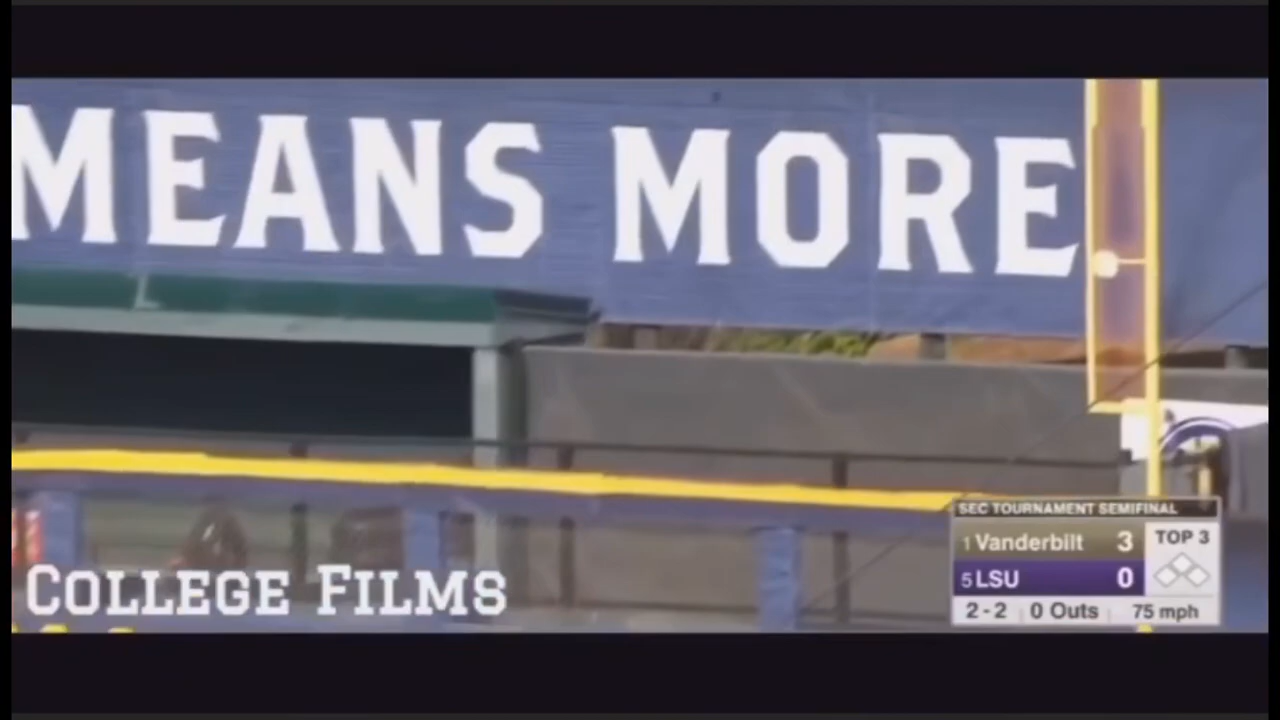 MEANS MORE
SEC TOURNAMENT SEMIFINAL
1 Vanderbilt 3 TOP 3
5 LSU 0
2 - 2 0 Outs 75 mph
COLLEGE FILMS